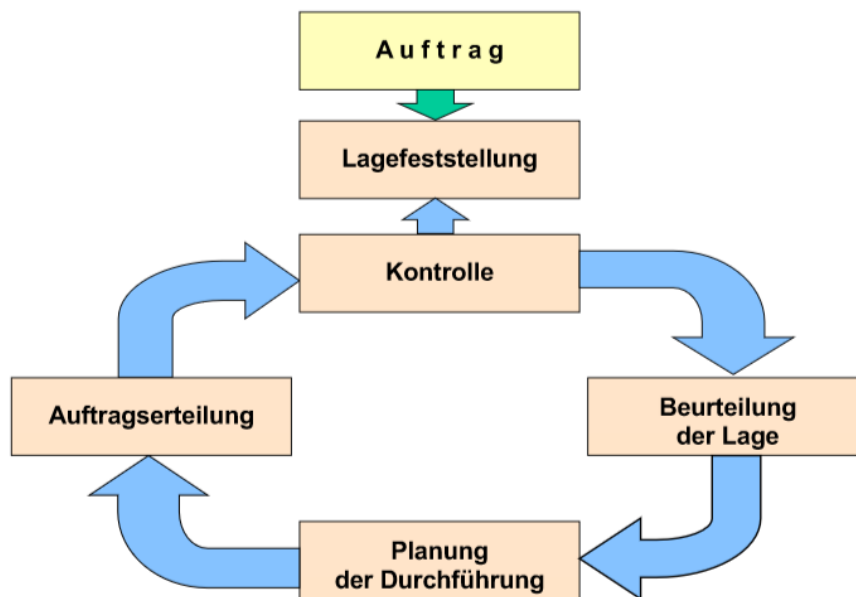 A u f t r a g
Lagefeststellung
Kontrolle
Beurteilung
der Lage
Planung
der Durchführung
Auftragserteilung